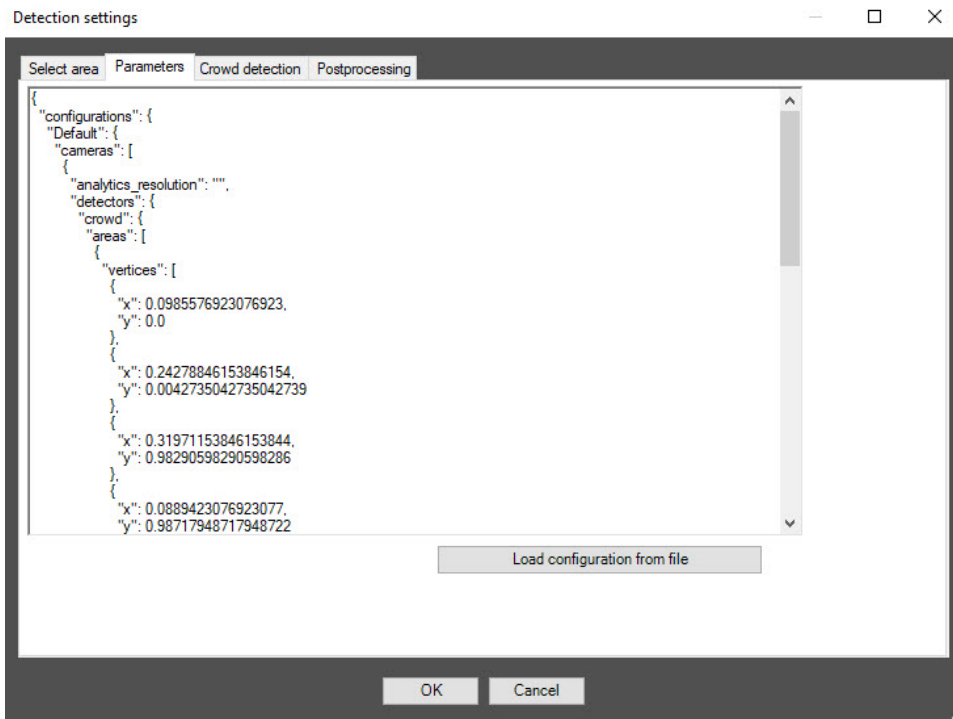 Detection settings
Select area Parameters Crowd detection Postprocessing
{
"configurations": {
"Default": {
"cameras": [
{
"analytics_resolution": "",
"detectors": {
"crowd": {
"areas": [
{
"vertices": [
{
"x": 0.0985576923076923,
"y": 0.0
},
{
"x": 0.24278846153846154,
"y": 0.0042735042735042739
},
{
"x": 0.31971153846153844,
"y": 0.98290598290598286
},
{
"x": 0.0889423076923077,
"y": 0.98717948717948722
Load configuration from file
OK Cancel